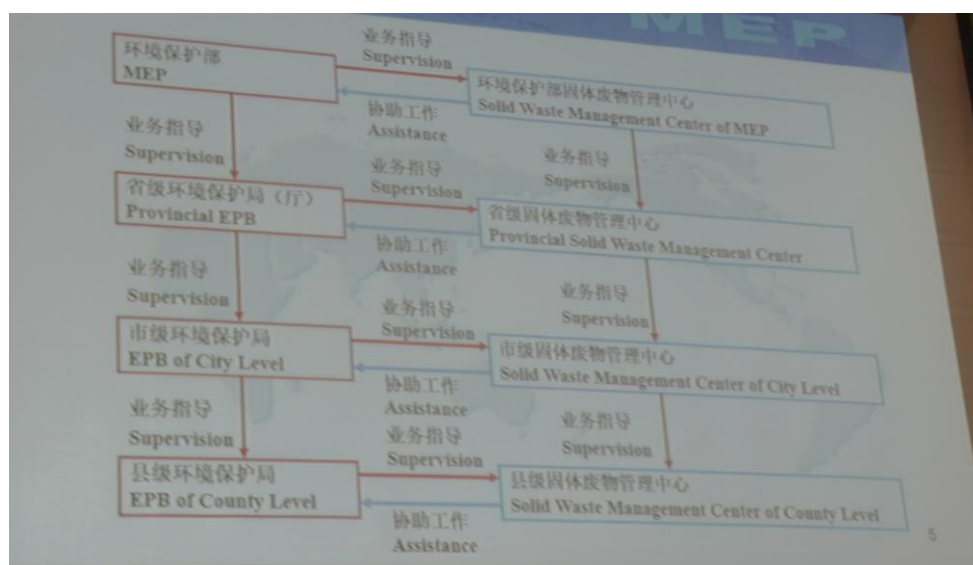 MEP
环境保护部
MEP
业务指导
Supervision
环境保护部固体废物管理中心
Solid Waste Management Center of MEP
协助工作
Assistance
业务指导
Supervision
业务指导
Supervision
业务指导
Supervision
省级环境保护局（厅）
Provincial EPB
省级固体废物管理中心
Provincial Solid Waste Management Center
协助工作
Assistance
业务指导
Supervision
业务指导
Supervision
业务指导
Supervision
市级环境保护局
EPB of City Level
市级固体废物管理中心
Solid Waste Management Center of City Level
协助工作
Assistance
业务指导
Supervision
业务指导
Supervision
业务指导
Supervision
县级环境保护局
EPB of County Level
县级固体废物管理中心
Solid Waste Management Center of County Level
协助工作
Assistance
5